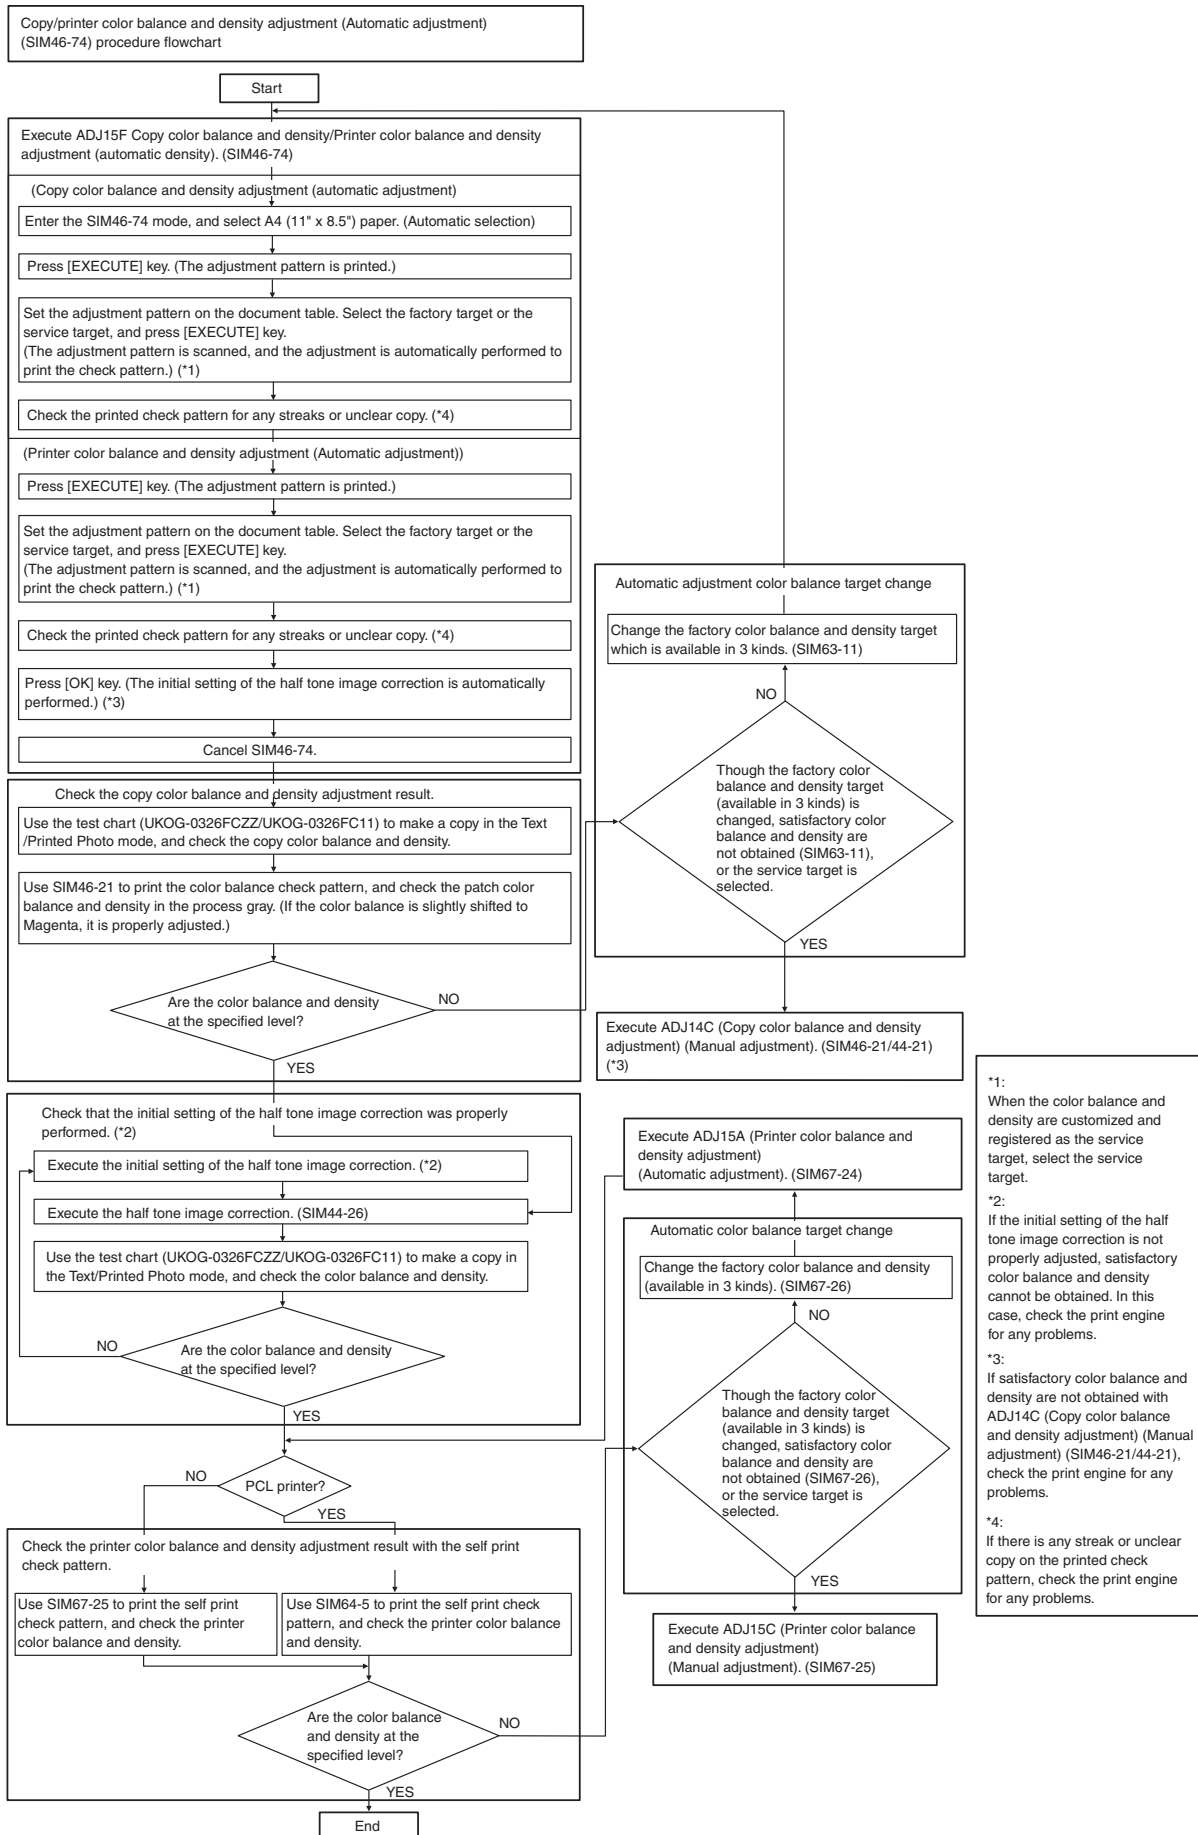 Copy/printer color balance and density adjustment (Automatic adjustment)
(SIM46-74) procedure flowchart
Start
Execute ADJ15F Copy color balance and density/Printer color balance and density
adjustment (automatic density). (SIM46-74)
(Copy color balance and density adjustment (automatic adjustment)
Enter the SIM46-74 mode, and select A4 (11" x 8.5") paper. (Automatic selection)
Press [EXECUTE] key. (The adjustment pattern is printed.)
Set the adjustment pattern on the document table. Select the factory target or the
service target, and press [EXECUTE] key.
(The adjustment pattern is scanned, and the adjustment is automatically performed to
print the check pattern.) (*1)
Check the printed check pattern for any streaks or unclear copy. (*4)
(Printer color balance and density adjustment (Automatic adjustment))
Press [EXECUTE] key. (The adjustment pattern is printed.)
Set the adjustment pattern on the document table. Select the factory target or the
service target, and press [EXECUTE] key.
(The adjustment pattern is scanned, and the adjustment is automatically performed to
print the check pattern.) (*1)
Check the printed check pattern for any streaks or unclear copy. (*4)
Press [OK] key. (The initial setting of the half tone image correction is automatically
performed.) (*3)
Cancel SIM46-74.
Check the copy color balance and density adjustment result.
Use the test chart (UKOG-0326FCZZ/UKOG-0326FC11) to make a copy in the Text
/Printed Photo mode, and check the copy color balance and density.
Use SIM46-21 to print the color balance check pattern, and check the patch color
balance and density in the process gray. (If the color balance is slightly shifted to
Magenta, it is properly adjusted.)
Are the color balance and density
at the specified level?
NO
YES
Automatic adjustment color balance target change
Change the factory color balance and density target
which is available in 3 kinds. (SIM63-11)
NO
Though the factory color
balance and density target
(available in 3 kinds) is
changed, satisfactory color
balance and density are
not obtained (SIM63-11),
or the service target is
selected.
YES
Execute ADJ14C (Copy color balance and density
adjustment) (Manual adjustment). (SIM46-21/44-21)
(*3)
Check that the initial setting of the half tone image correction was properly
performed. (*2)
Execute the initial setting of the half tone image correction. (*2)
Execute the half tone image correction. (SIM44-26)
Use the test chart (UKOG-0326FCZZ/UKOG-0326FC11) to make a copy in
the Text/Printed Photo mode, and check the color balance and density.
NO
Are the color balance and density
at the specified level?
YES
NO
PCL printer?
YES
Check the printer color balance and density adjustment result with the self print
check pattern.
Use SIM67-25 to print the self print
check pattern, and check the printer
color balance and density.
Use SIM64-5 to print the self print check
pattern, and check the printer color balance
and density.
Are the color balance
and density at the
specified level?
NO
YES
End
Execute ADJ15A (Printer color balance and
density adjustment)
(Automatic adjustment). (SIM67-24)
Automatic color balance target change
Change the factory color balance and density
(available in 3 kinds). (SIM67-26)
NO
Though the factory color
balance and density target
(available in 3 kinds) is
changed, satisfactory color
balance and density are
not obtained (SIM67-26),
or the service target is
selected.
YES
Execute ADJ15C (Printer color balance
and density adjustment)
(Manual adjustment). (SIM67-25)
*1:
When the color balance and
density are customized and
registered as the service
target, select the service
target.
*2:
If the initial setting of the half
tone image correction is not
properly adjusted, satisfactory
color balance and density
cannot be obtained. In this
case, check the print engine
for any problems.
*3:
If satisfactory color balance and
density are not obtained with
ADJ14C (Copy color balance
and density adjustment) (Manual
adjustment) (SIM46-21/44-21),
check the print engine for any
problems.
*4:
If there is any streak or unclear
copy on the printed check
pattern, check the print engine
for any problems.